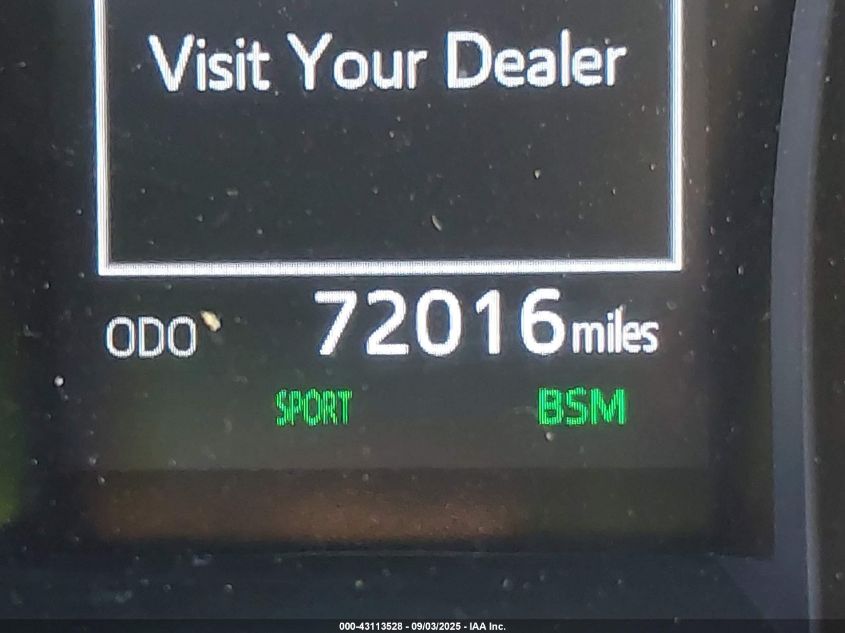 Visit Your Dealer
ODO 72016 miles
SPORT BSM
000-43113528 - 09/03/2025 - IAA Inc.